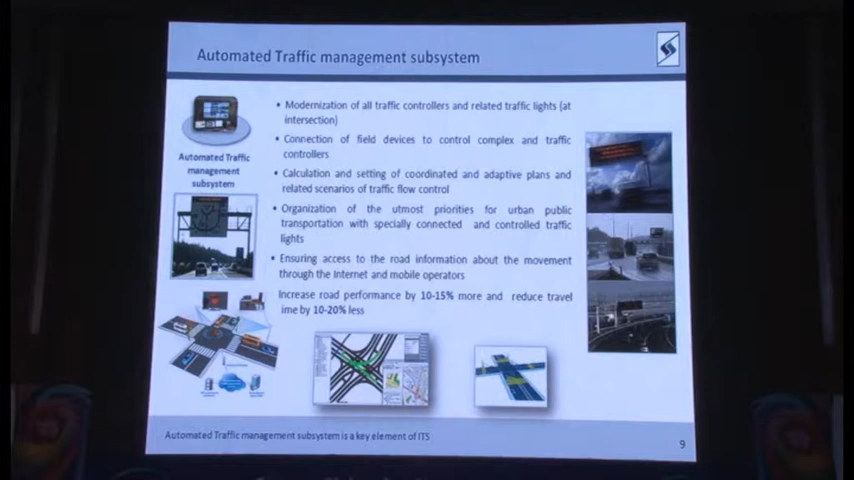 Automated Traffic management subsystem
• Modernization of all traffic controllers and related traffic lights (at
intersection)
• Connection of field devices to control complex and traffic
controllers
Automated Traffic
management
subsystem
• Calculation and setting of coordinated and adaptive plans and
related scenarios of traffic flow control
• Organization of the utmost priorities for urban public
transportation with specially connected and controlled traffic
lights
• Ensuring access to the road information about the movement
through the Internet and mobile operators
Increase road performance by 10-15% more and reduce travel
ime by 10-20% less
Automated Traffic management subsystem is a key element of ITS
9